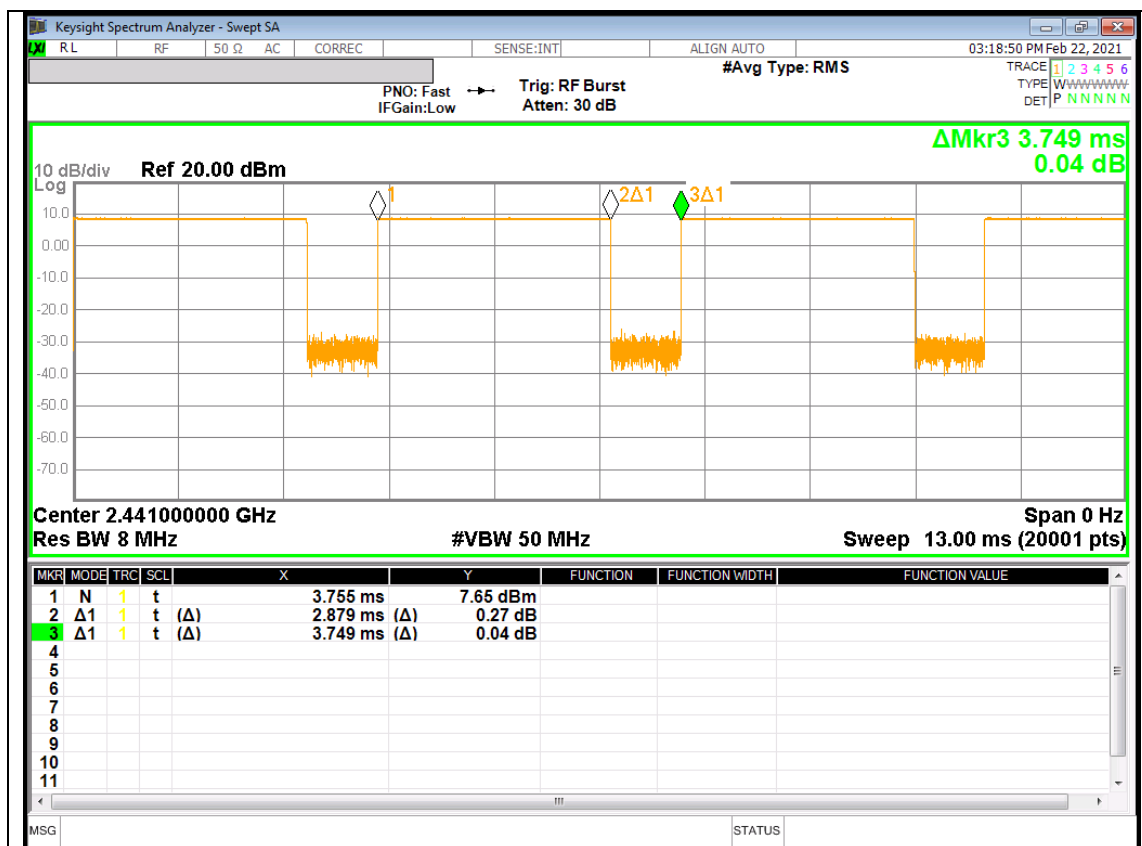 Keysight Spectrum Analyzer - Swept SA
LXI RL RF 50 Ω AC CORREC SENSE:INT ALIGN AUTO 03:18:50 PM Feb 22, 2021
#Avg Type: RMS TRACE 1 2 3 4 5 6
PNO: Fast Trig: RF Burst TYPE WWWWWW
IFGain:Low Atten: 30 dB DET P N N N N N
ΔMkr3 3.749 ms
10 dB/div Ref 20.00 dBm 0.04 dB
Log
1 2Δ1 3Δ1
10.0
0.00
-10.0
-20.0
-30.0
-40.0
-50.0
-60.0
-70.0
Center 2.441000000 GHz Span 0 Hz
Res BW 8 MHz #VBW 50 MHz Sweep 13.00 ms (20001 pts)
MKR MODE TRC SCL X Y FUNCTION FUNCTION WIDTH FUNCTION VALUE
1 N 1 t 3.755 ms 7.65 dBm
2 Δ1 1 t (Δ) 2.879 ms (Δ) 0.27 dB
3 Δ1 1 t (Δ) 3.749 ms (Δ) 0.04 dB
4
5
6
7
8
9
10
11
MSG STATUS